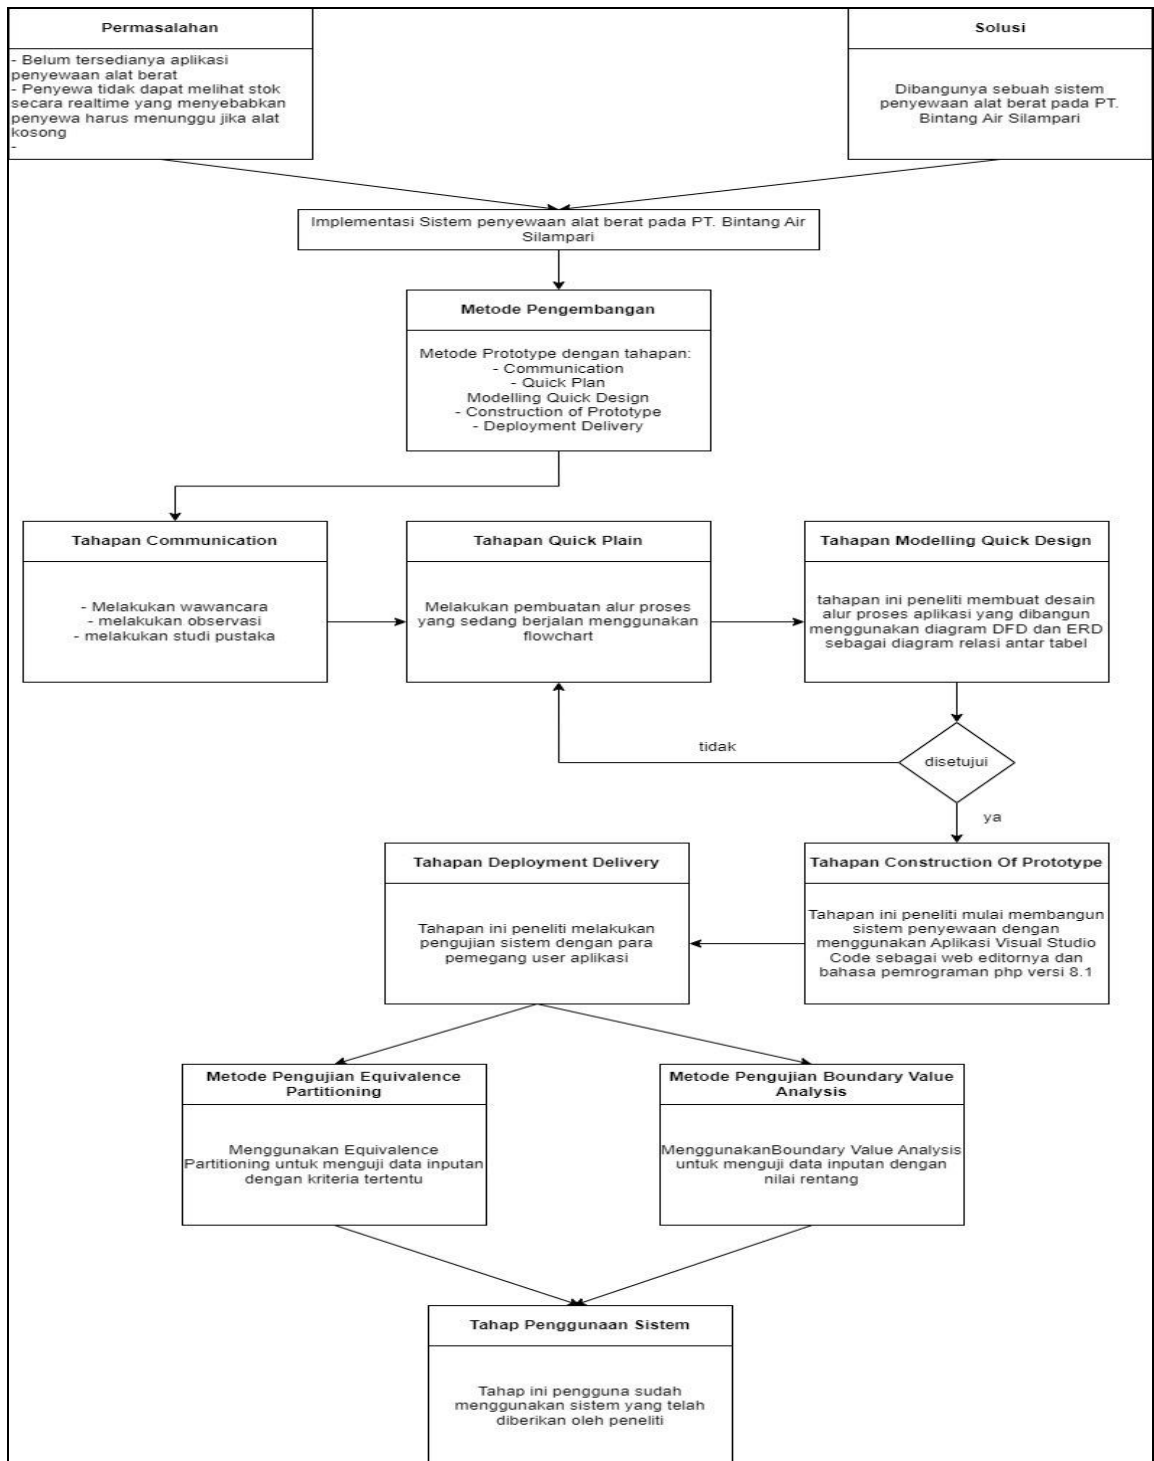 Permasalahan
- Belum tersedianya aplikasi
penyewaan alat berat
- Penyewa tidak dapat melihat stok
secara realtime yang menyebabkan
penyewa harus menunggu jika alat
kosong
-
Solusi
Dibangunya sebuah sistem
penyewaan alat berat pada PT.
Bintang Air Silampari
Implementasi Sistem penyewaan alat berat pada PT. Bintang Air
Silampari
Metode Pengembangan
Metode Prototype dengan tahapan:
- Communication
- Quick Plan
Modelling Quick Design
- Construction of Prototype
- Deployment Delivery
Tahapan Communication
- Melakukan wawancara
- melakukan observasi
- melakukan studi pustaka
Tahapan Quick Plain
Melakukan pembuatan alur proses
yang sedang berjalan menggunakan
flowchart
Tahapan Modelling Quick Design
tahapan ini peneliti membuat desain
alur proses aplikasi yang dibangun
menggunakan diagram DFD dan ERD
sebagai diagram relasi antar tabel
tidak
disetujui
ya
Tahapan Deployment Delivery
Tahapan ini peneliti melakukan
pengujian sistem dengan para
pemegang user aplikasi
Tahapan Construction Of Prototype
Tahapan ini peneliti mulai membangun
sistem penyewaan dengan
menggunakan Aplikasi Visual Studio
Code sebagai web editornya dan
bahasa pemrograman php versi 8.1
Metode Pengujian Equivalence
Partitioning
Menggunakan Equivalence
Partitioning untuk menguji data inputan
dengan kriteria tertentu
Metode Pengujian Boundary Value
Analysis
MenggunakanBoundary Value Analysis
untuk menguji data inputan dengan
nilai rentang
Tahap Penggunaan Sistem
Tahap ini pengguna sudah
menggunakan sistem yang telah
diberikan oleh peneliti